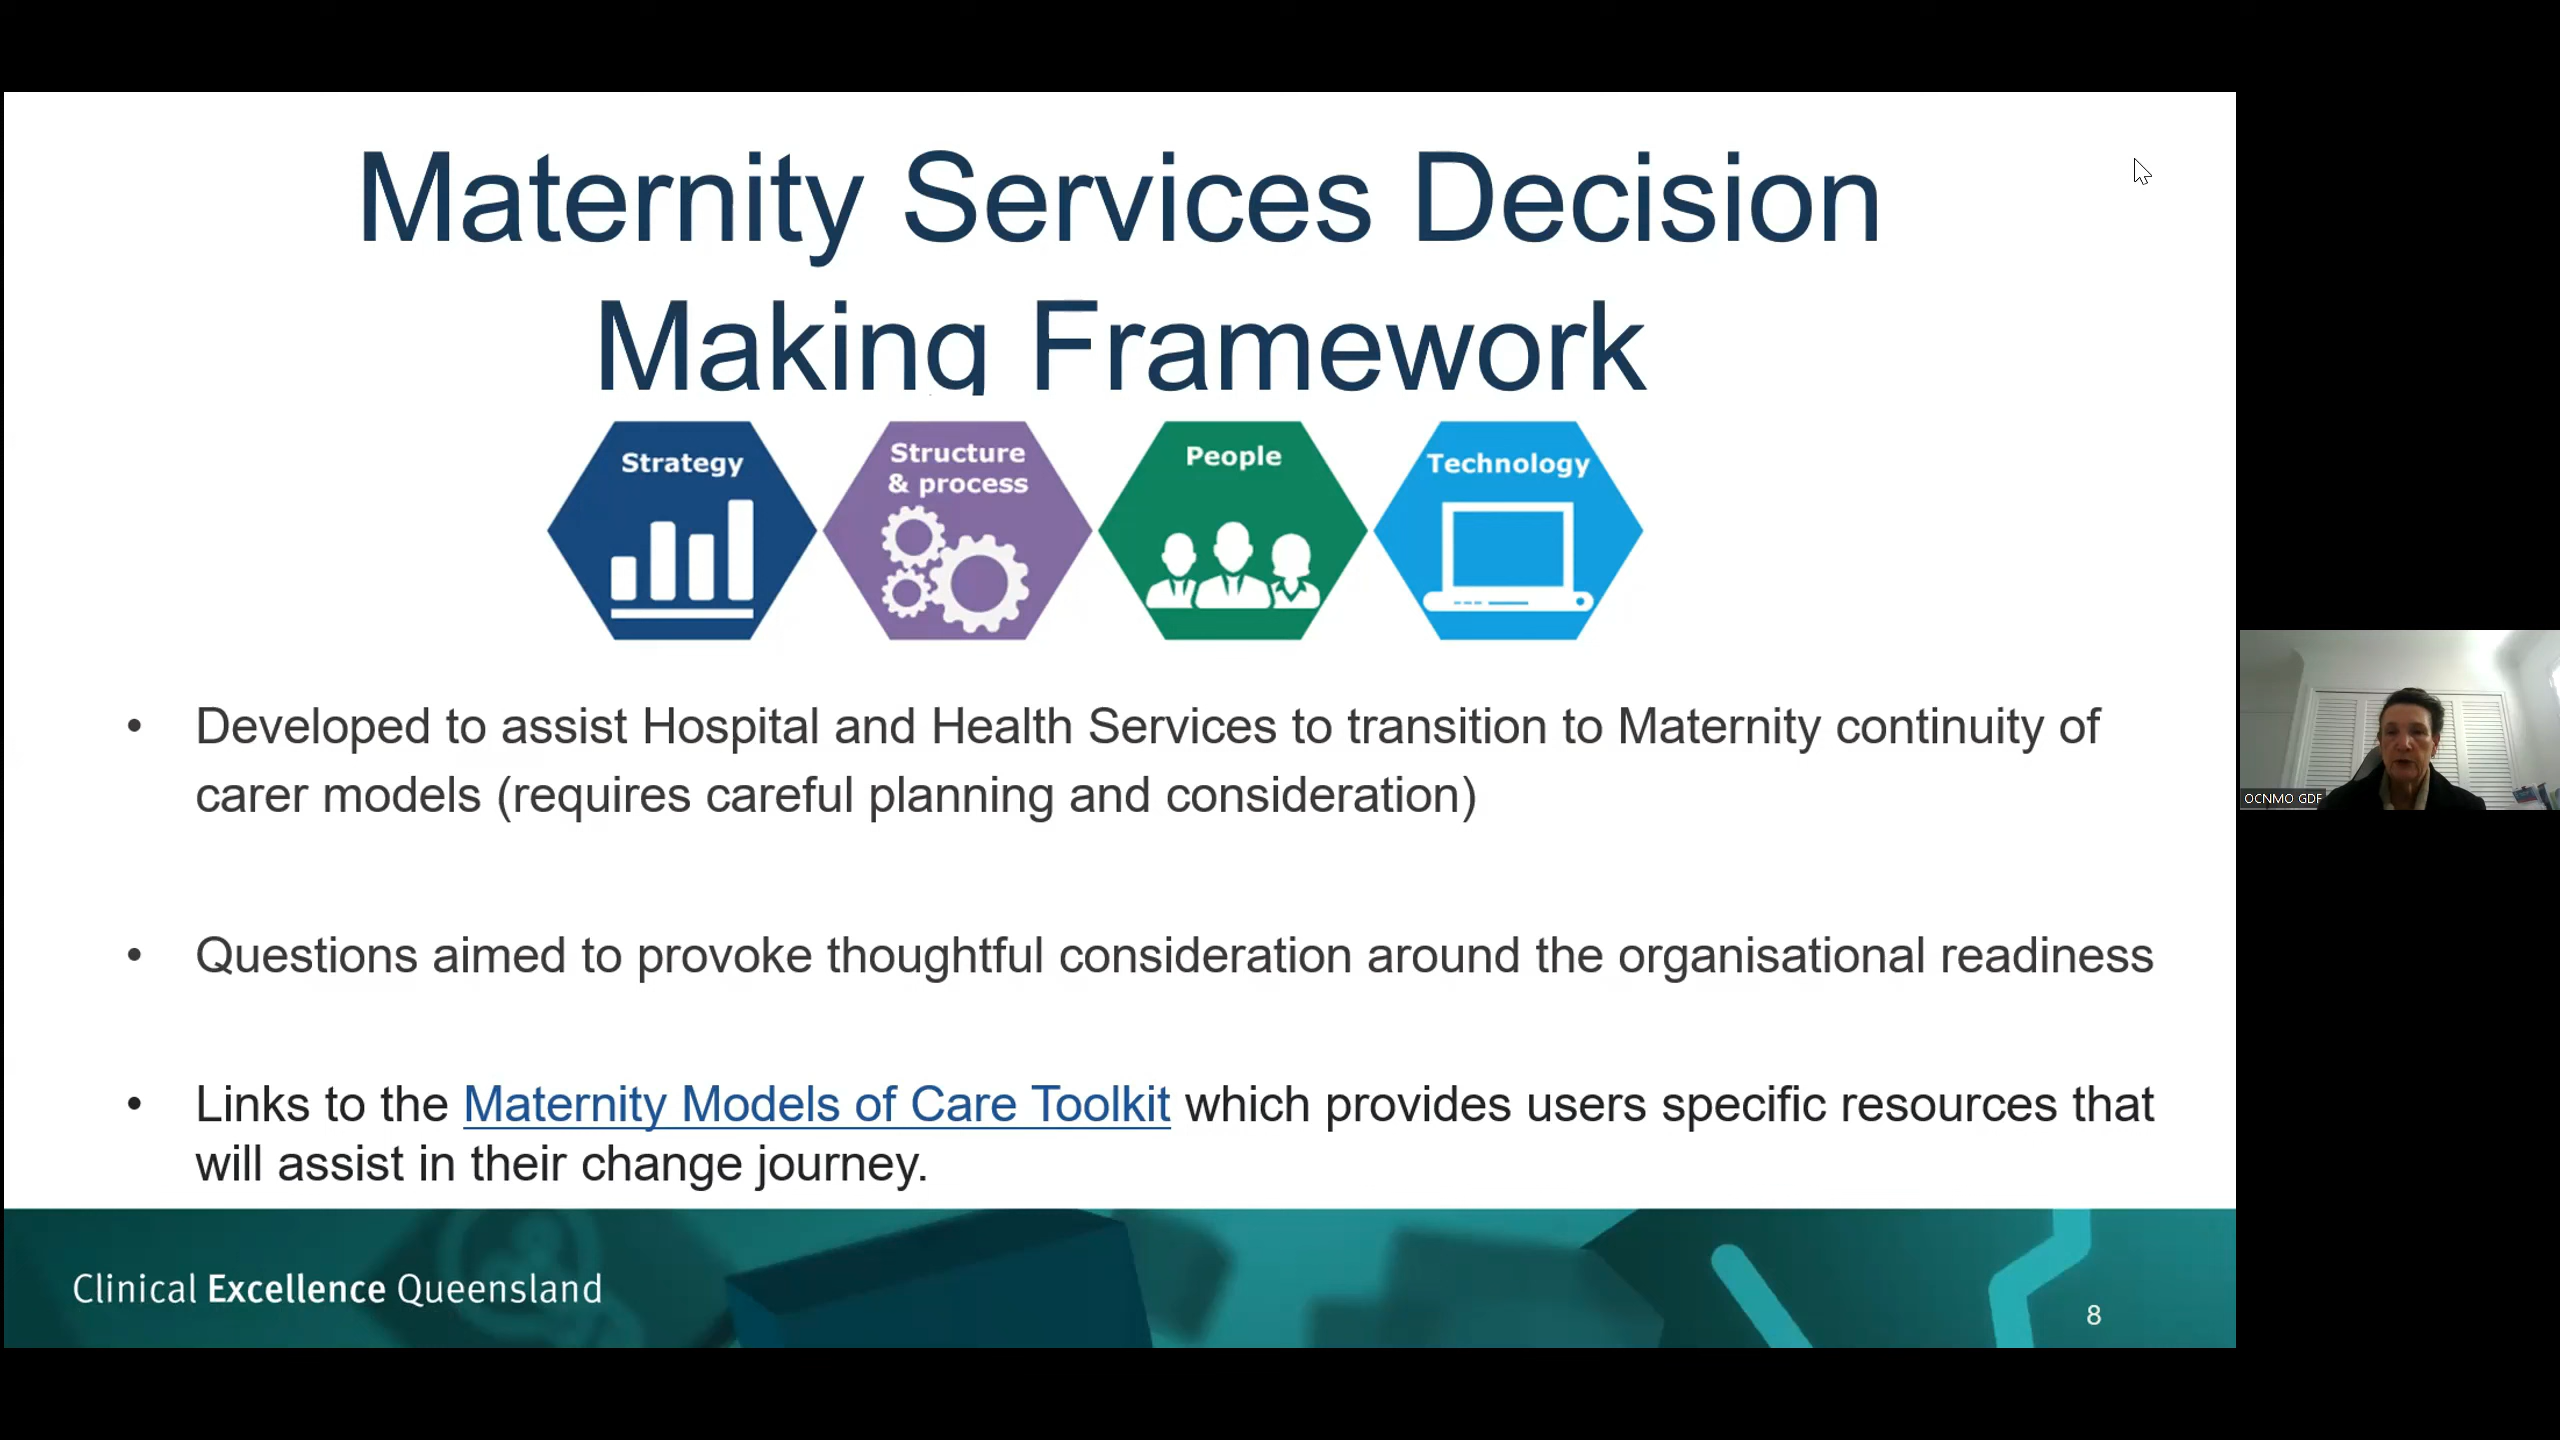 Maternity Services Decision
Making Framework
Strategy
Structure
& process
People
Technology
• Developed to assist Hospital and Health Services to transition to Maternity continuity of
carer models (requires careful planning and consideration)
• Questions aimed to provoke thoughtful consideration around the organisational readiness
• Links to the Maternity Models of Care Toolkit which provides users specific resources that
will assist in their change journey.
OCNMO GDF
Clinical Excellence Queensland
8